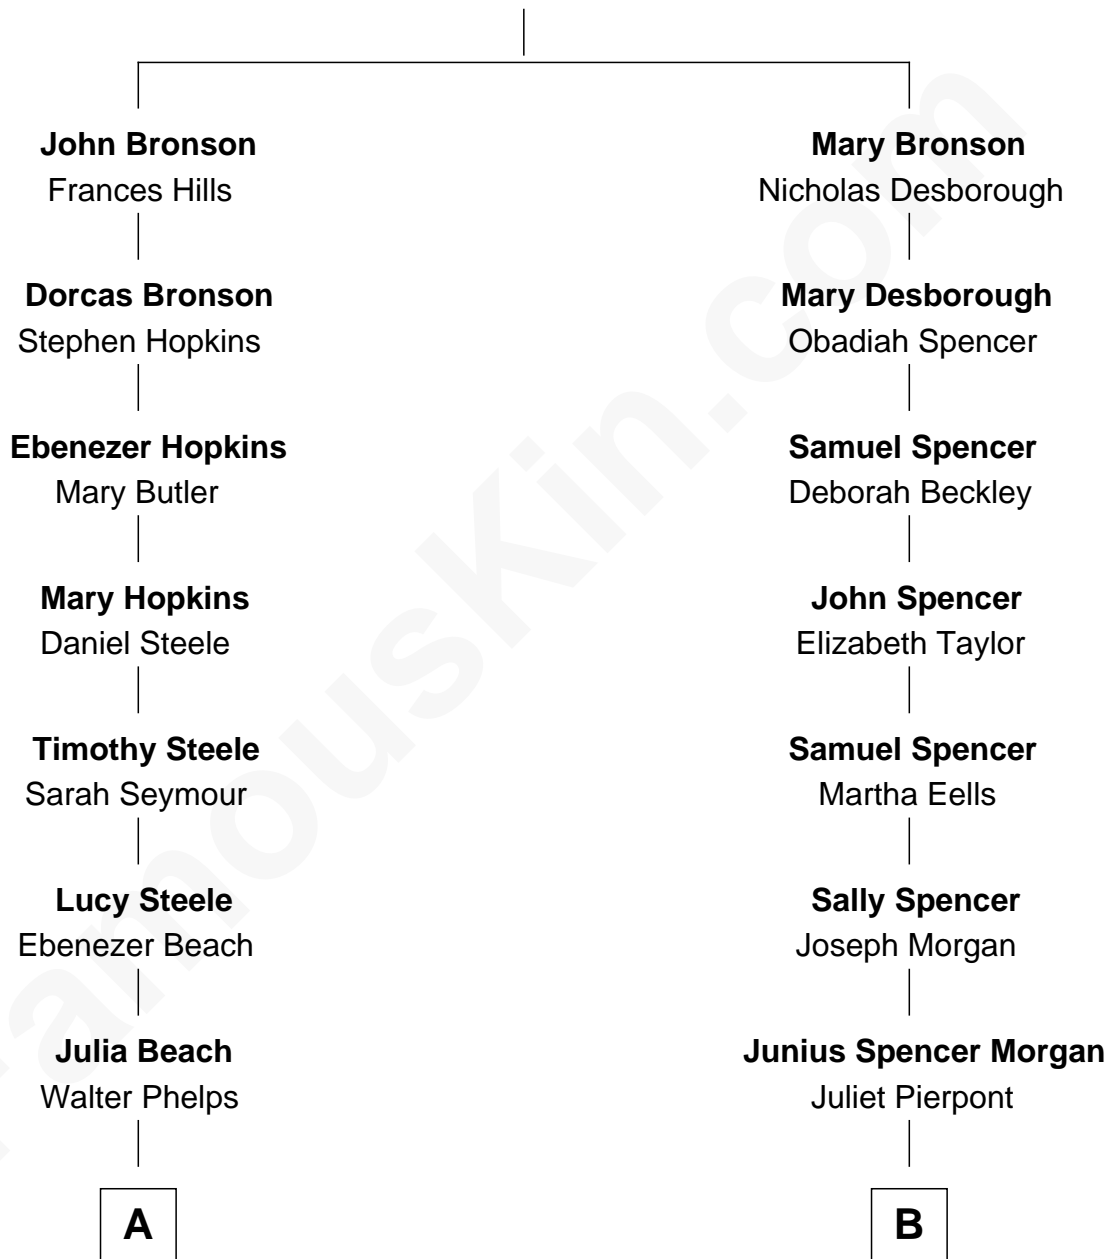 John Bronson
Frances Hills
Mary Bronson
Nicholas Desborough
Dorcas Bronson
Stephen Hopkins
Mary Desborough
Obadiah Spencer
Ebenezer Hopkins
Mary Butler
Samuel Spencer
Deborah Beckley
Mary Hopkins
Daniel Steele
John Spencer
Elizabeth Taylor
Timothy Steele
Sarah Seymour
Samuel Spencer
Martha Eells
Lucy Steele
Ebenezer Beach
Sally Spencer
Joseph Morgan
Julia Beach
Walter Phelps
Junius Spencer Morgan
Juliet Pierpont
A
B
FamousKin.com